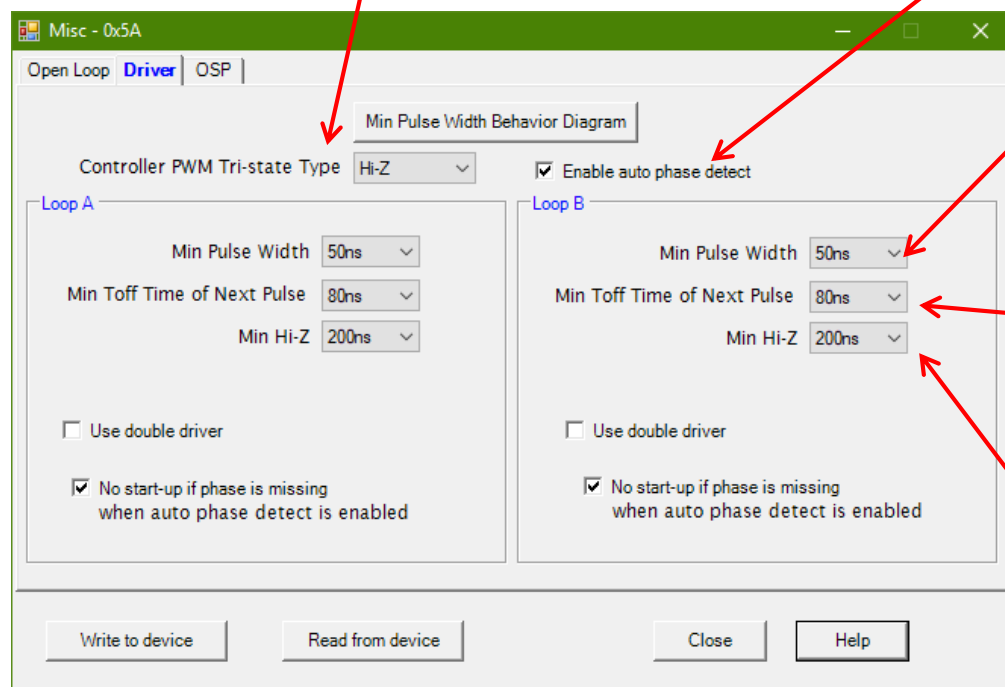 Misc - 0x5A
Open Loop Driver OSP
Min Pulse Width Behavior Diagram
Controller PWM Tri-state Type Hi-Z
Enable auto phase detect
Loop A
Min Pulse Width 50ns
Min Toff Time of Next Pulse 80ns
Min Hi-Z 200ns
Use double driver
No start-up if phase is missing
when auto phase detect is enabled
Loop B
Min Pulse Width 50ns
Min Toff Time of Next Pulse 80ns
Min Hi-Z 200ns
Use double driver
No start-up if phase is missing
when auto phase detect is enabled
Write to device Read from device Close Help